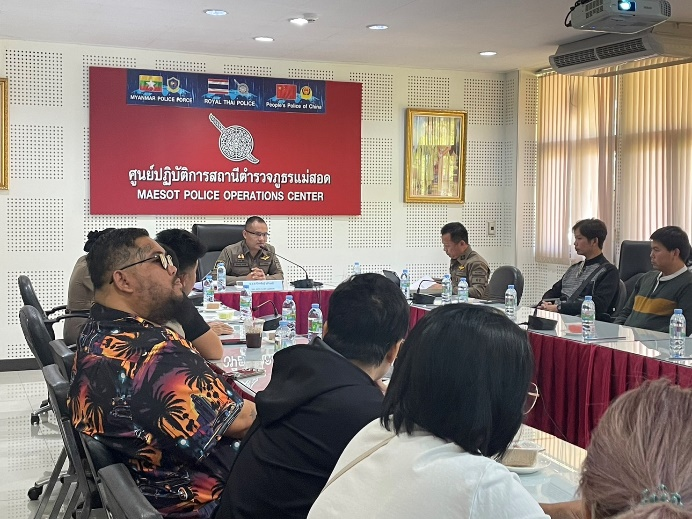 MYANMAR POLICE FORCE
ROYAL THAI POLICE
People's Police of China
ศูนย์ปฏิบัติการสถานีตำรวจภูธรแม่สอด
MAESOT POLICE OPERATIONS CENTER